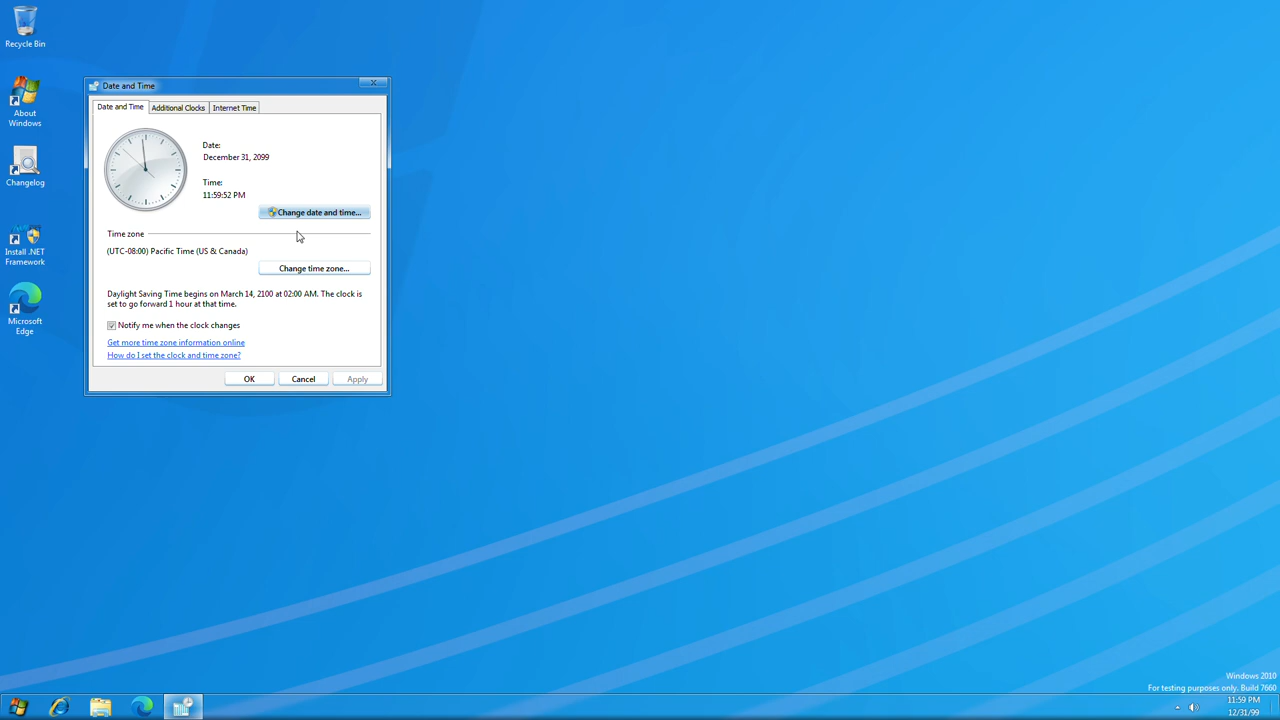 Recycle Bin
About
Windows
Changelog
Install .NET
Framework
Microsoft
Edge
Date and Time
Date and Time
Additional Clocks
Internet Time
Date:
December 31, 2099
Time:
11:59:52 PM
Change date and time...
Time zone
(UTC-08:00) Pacific Time (US & Canada)
Change time zone...
Daylight Saving Time begins on March 14, 2100 at 02:00 AM. The clock is
set to go forward 1 hour at that time.
Notify me when the clock changes
Get more time zone information online
How do I set the clock and time zone?
OK
Cancel
Apply
Windows 2010
For testing purposes only. Build 7660
11:59 PM
12/31/99